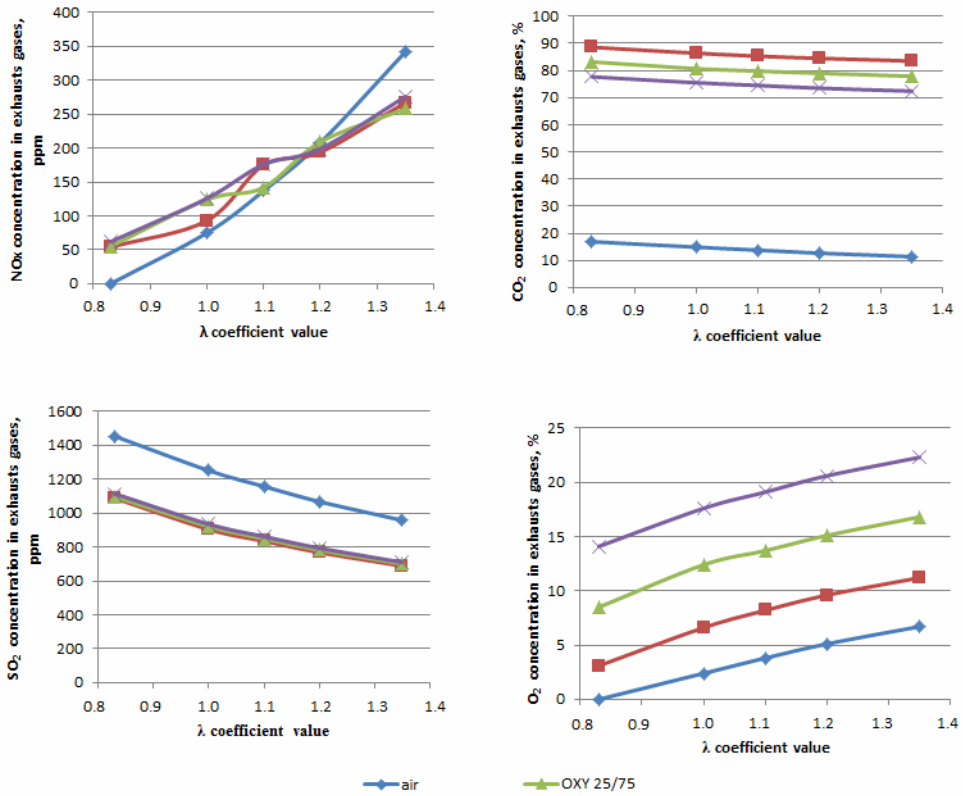 NOx concentration in exhausts gases,
ppm
400
350
300
250
200
150
100
50
0
0.8 0.9 1.0 1.1 1.2 1.3 1.4
λ coefficient value
CO2 concentration in exhausts gases, %
100
90
80
70
60
50
40
30
20
10
0
0.8 0.9 1.0 1.1 1.2 1.3 1.4
λ coefficient value
SO2 concentration in exhausts gases,
ppm
1600
1400
1200
1000
800
600
400
200
0
0.8 0.9 1.0 1.1 1.2 1.3 1.4
λ coefficient value
O2 concentration in exhausts gases, %
25
20
15
10
5
0
0.8 0.9 1.0 1.1 1.2 1.3 1.4
λ coefficient value
air OXY 25/75